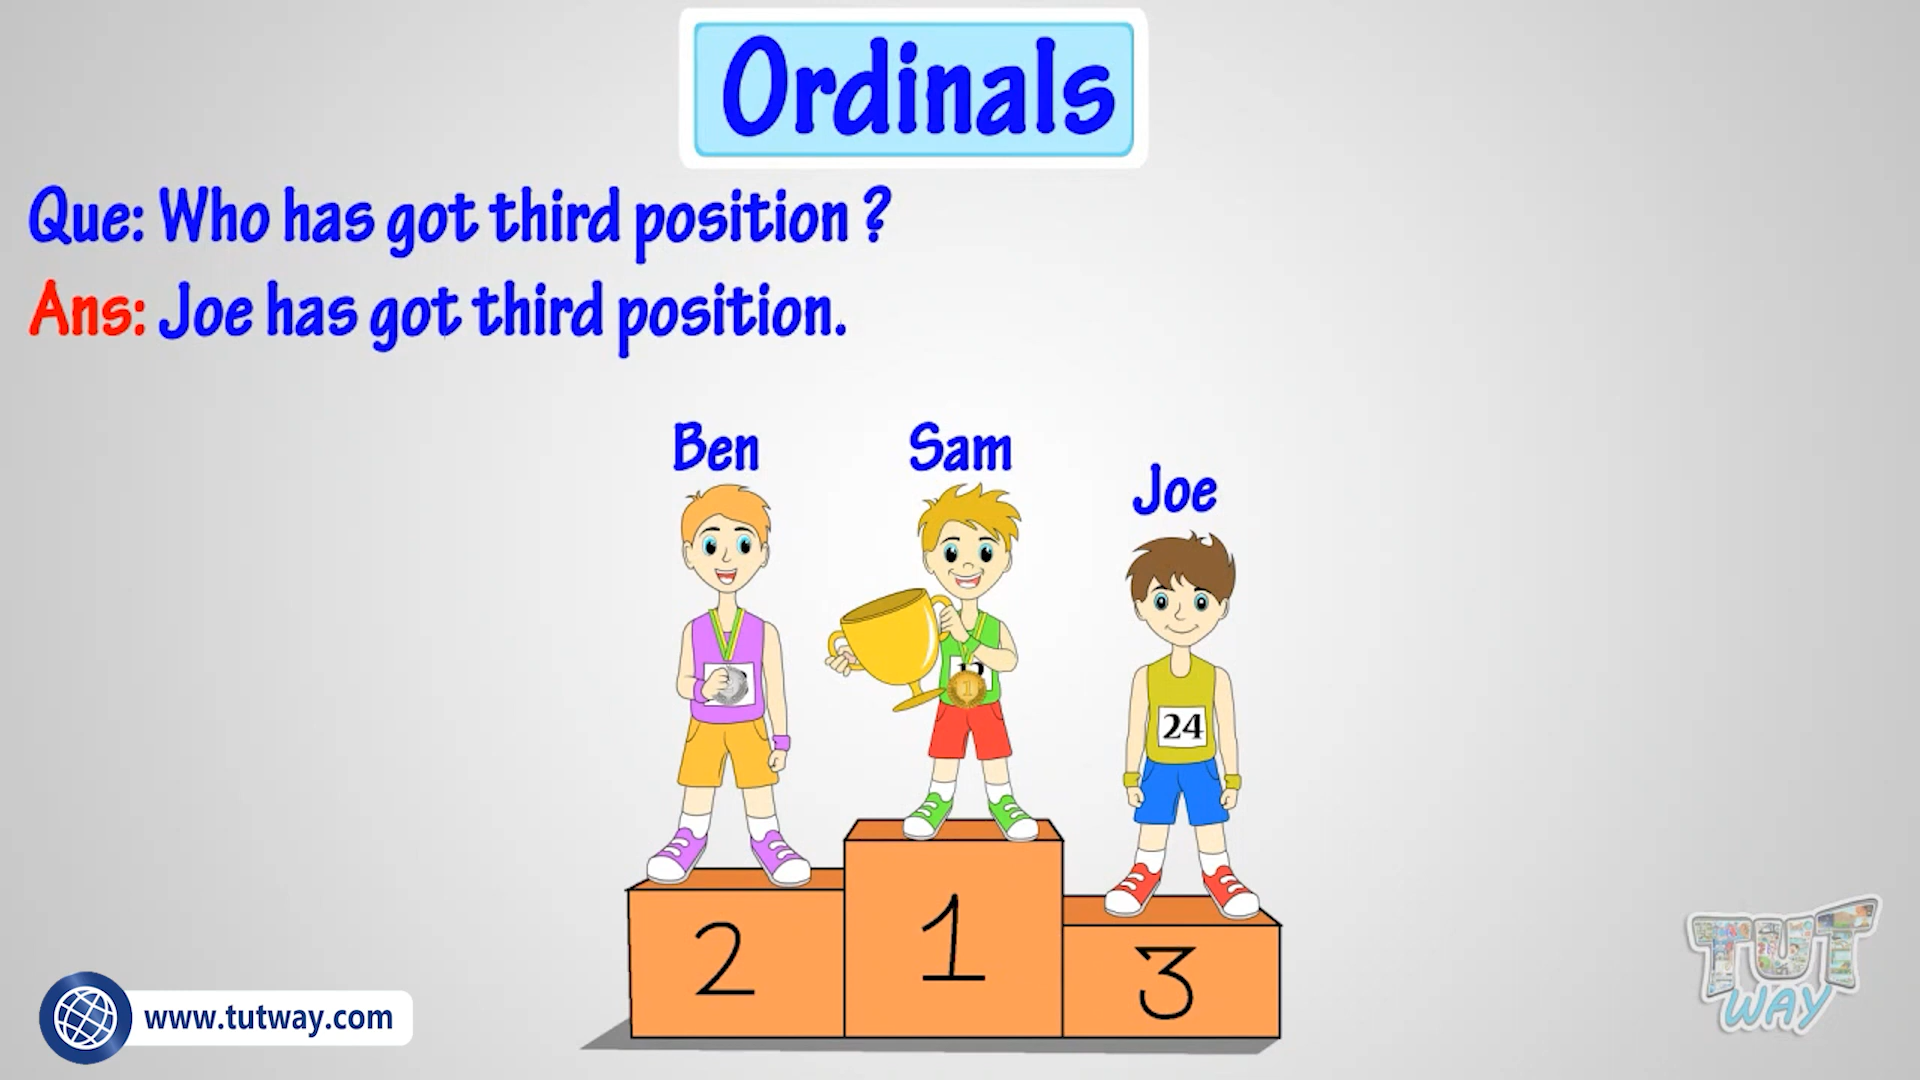 Ordinals
Que: Who has got third position ?
Ans: Joe has got third position.
Ben
Sam
Joe
24
1
2
1
3
www.tutway.com
TUT
WAY